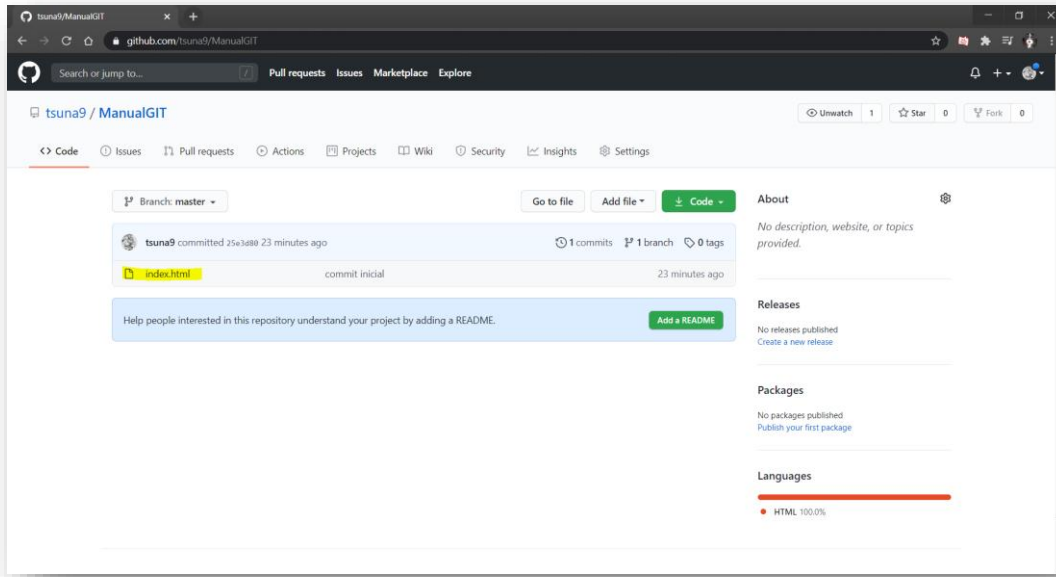 tsuna9/ManualGIT
github.com/tsuna9/ManualGIT
Search or jump to... / Pull requests Issues Marketplace Explore
tsuna9 / ManualGIT
Unwatch 1 Star 0 Fork 0
Code Issues Pull requests Actions Projects Wiki Security Insights Settings
Branch: master Go to file Add file Code
tsuna9 committed 25e3d80 23 minutes ago 1 commits 1 branch 0 tags
index.html commit inicial 23 minutes ago
Help people interested in this repository understand your project by adding a README. Add a README
About
No description, website, or topics
provided.
Releases
No releases published
Create a new release
Packages
No packages published
Publish your first package
Languages
HTML 100.0%